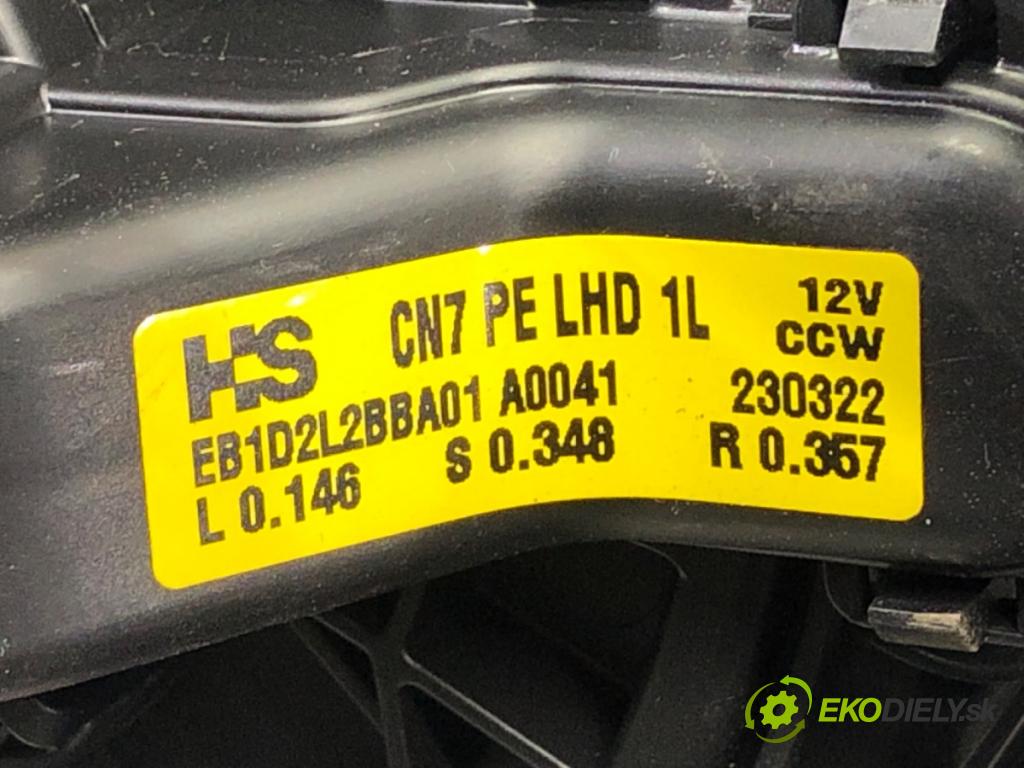 HS CN7 PE LHD 1L 12V
CCW
EB1D2L2BBA01 A0041 230322
L 0.146 S 0.348 R 0.357
EKODIELY.sk